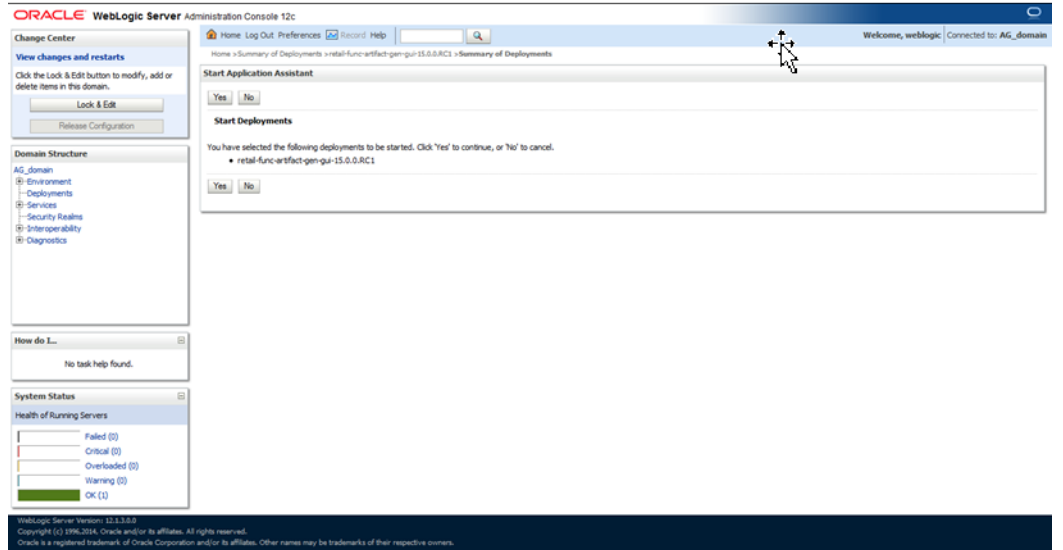 ORACLE WebLogic Server Administration Console 12c
Change Center
View changes and restarts
Click the Lock & Edit button to modify, add or
delete items in this domain.
Lock & Edit
Release Configuration
Domain Structure
AG_domain
Environment
Deployments
Services
Security Realms
Interoperability
Diagnostics
How do I...
No task help found.
System Status
Health of Running Servers
Failed (0)
Critical (0)
Overloaded (0)
Warning (0)
OK (1)
Home Log Out Preferences Record Help
Welcome, weblogic Connected to: AG_domain
Home >Summary of Deployments >retail-func-artifact-gen-gui-15.0.0.RC1 >Summary of Deployments
Start Application Assistant
Yes No
Start Deployments
You have selected the following deployments to be started. Click 'Yes' to continue, or 'No' to cancel.
retail-func-artifact-gen-gui-15.0.0.RC1
Yes No
WebLogic Server Version: 12.1.3.0.0
Copyright (c) 1996,2014, Oracle and/or its affiliates. All rights reserved.
Oracle is a registered trademark of Oracle Corporation and/or its affiliates. Other names may be trademarks of their respective owners.